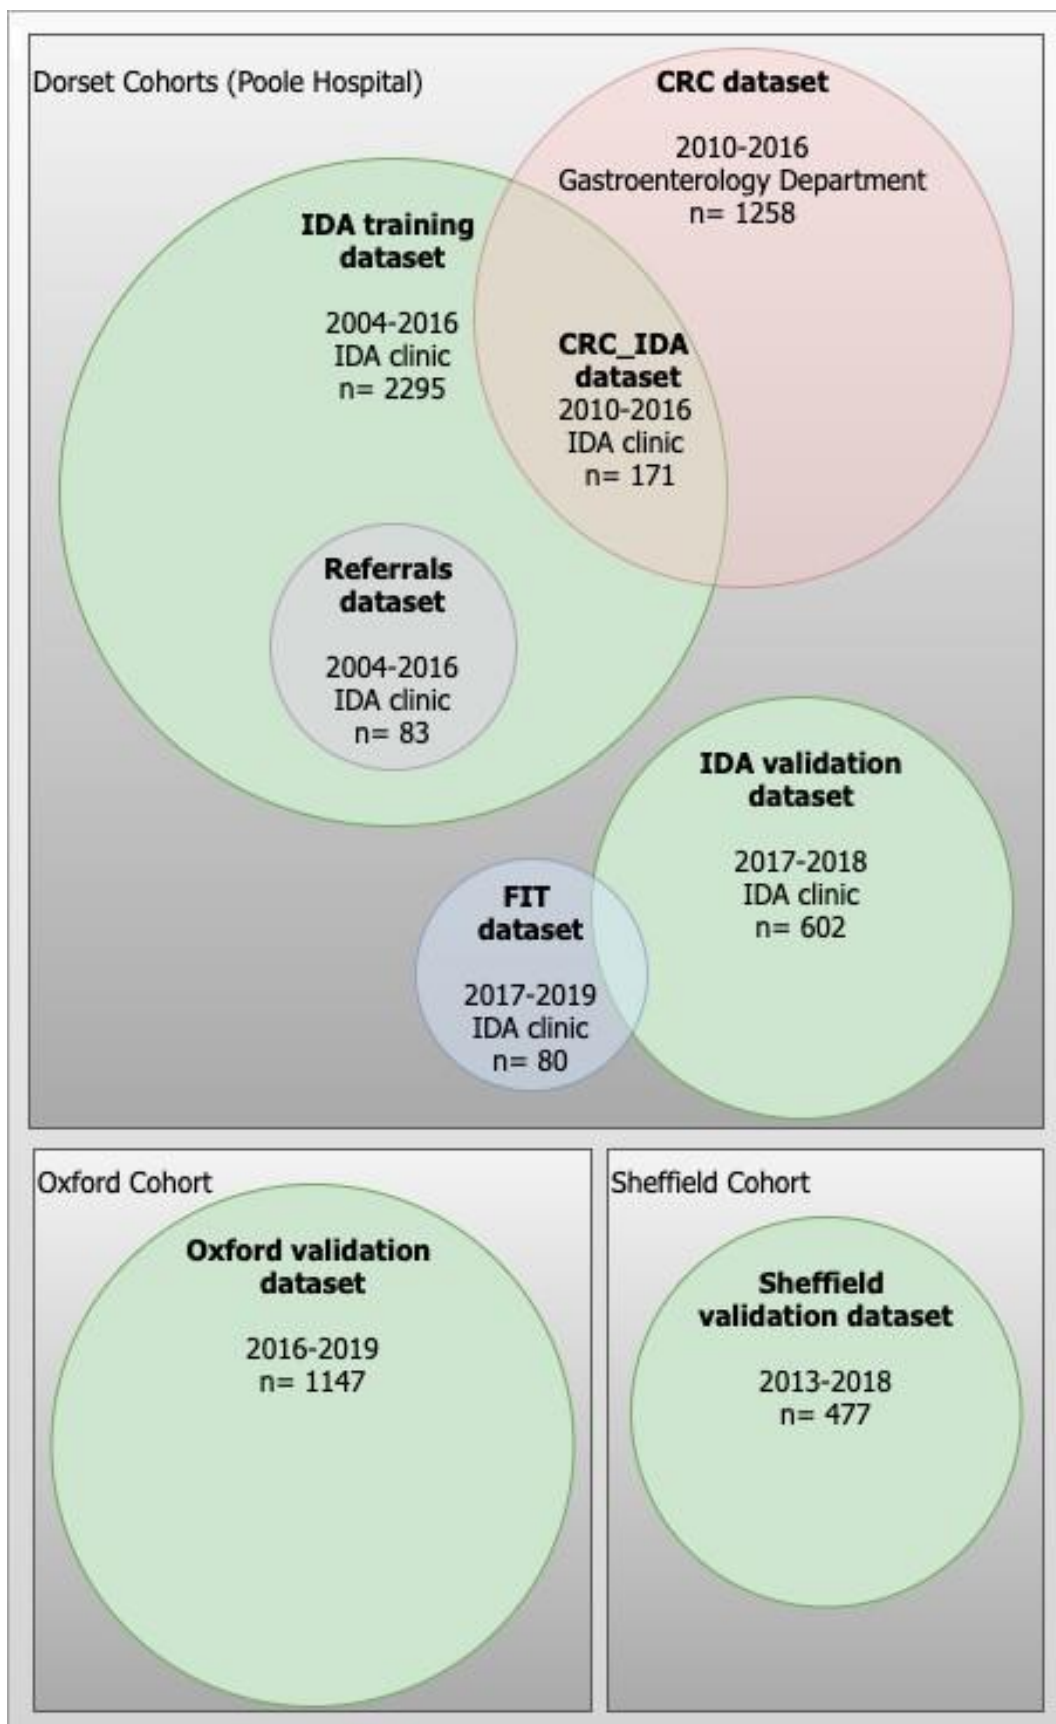 Dorset Cohorts (Poole Hospital)
CRC dataset
2010-2016
Gastroenterology Department
n= 1258
IDA training
dataset
2004-2016
IDA clinic
n= 2295
CRC_IDA
dataset
2010-2016
IDA clinic
n= 171
Referrals
dataset
2004-2016
IDA clinic
n= 83
IDA validation
dataset
2017-2018
IDA clinic
n= 602
FIT
dataset
2017-2019
IDA clinic
n= 80
Oxford Cohort
Oxford validation
dataset
2016-2019
n= 1147
Sheffield Cohort
Sheffield
validation dataset
2013-2018
n= 477